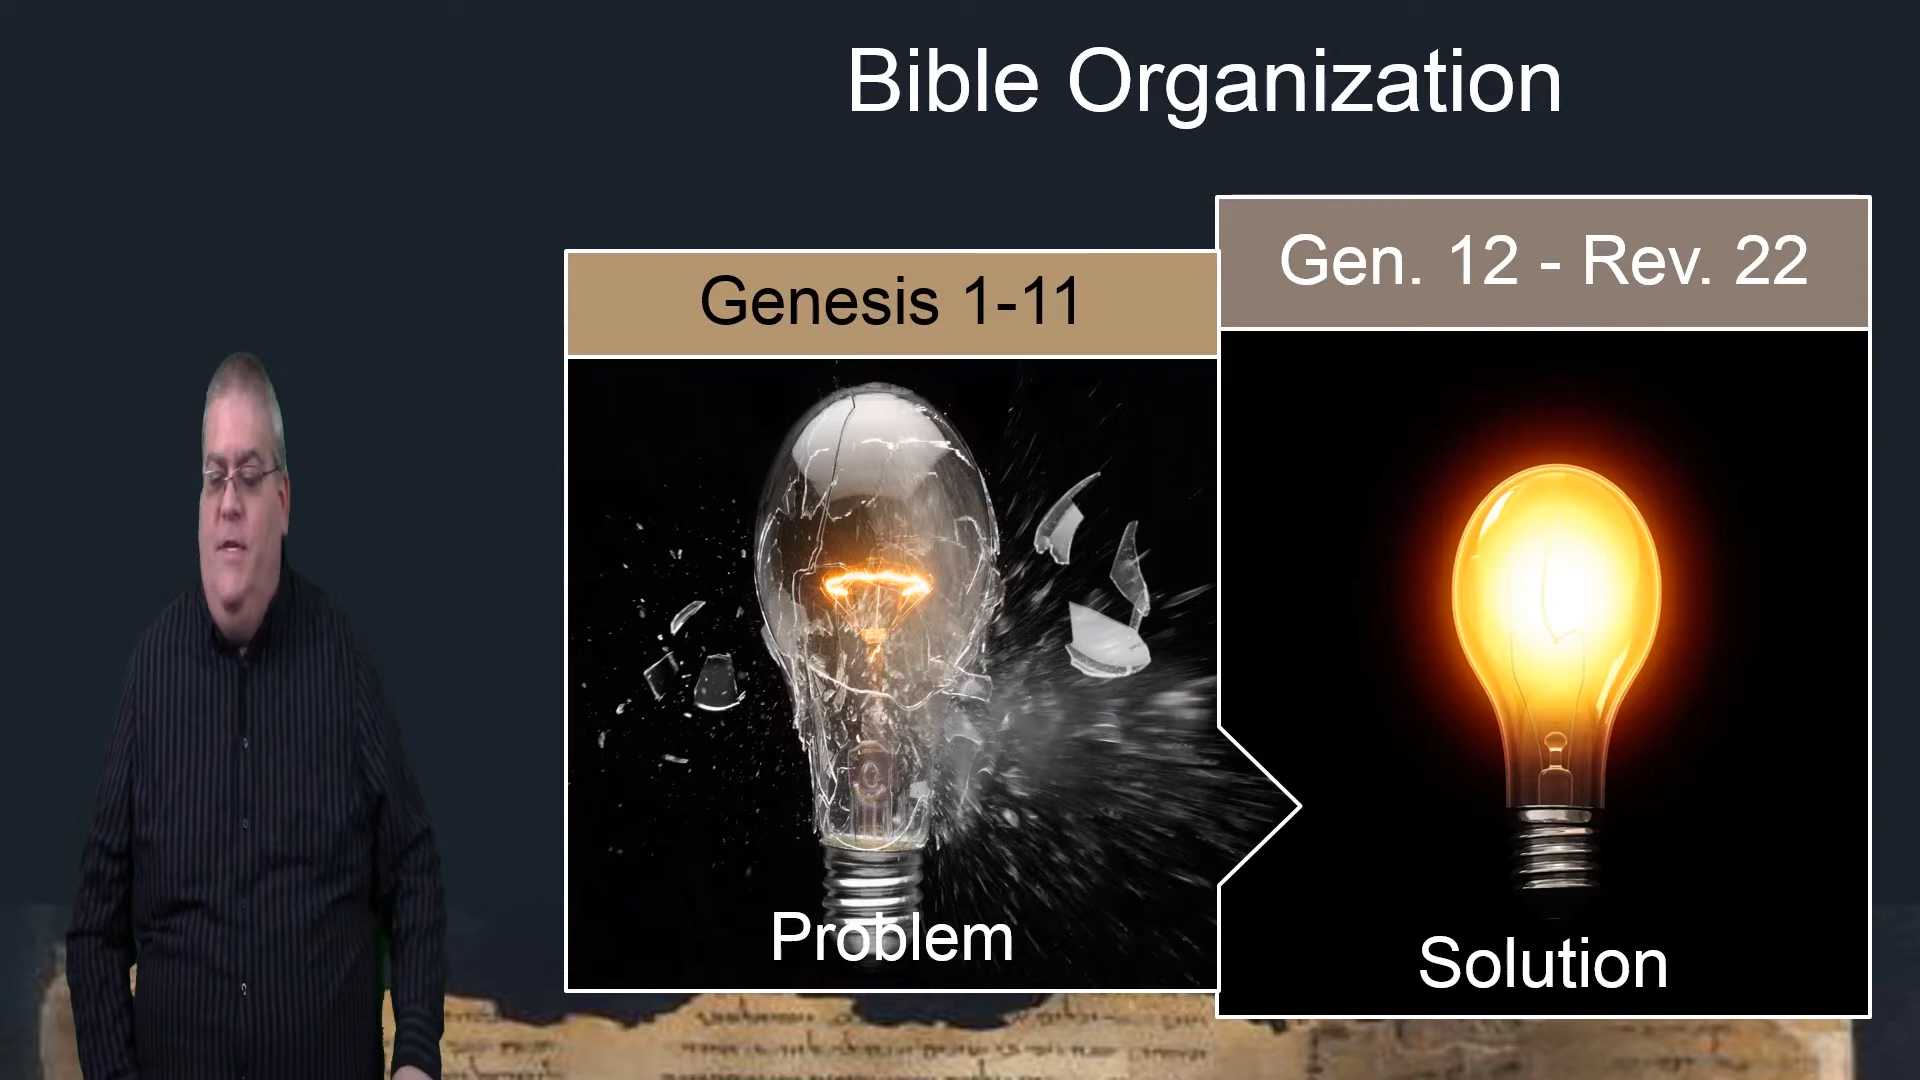 Bible Organization
Genesis 1-11
Gen. 12 - Rev. 22
Problem
Solution